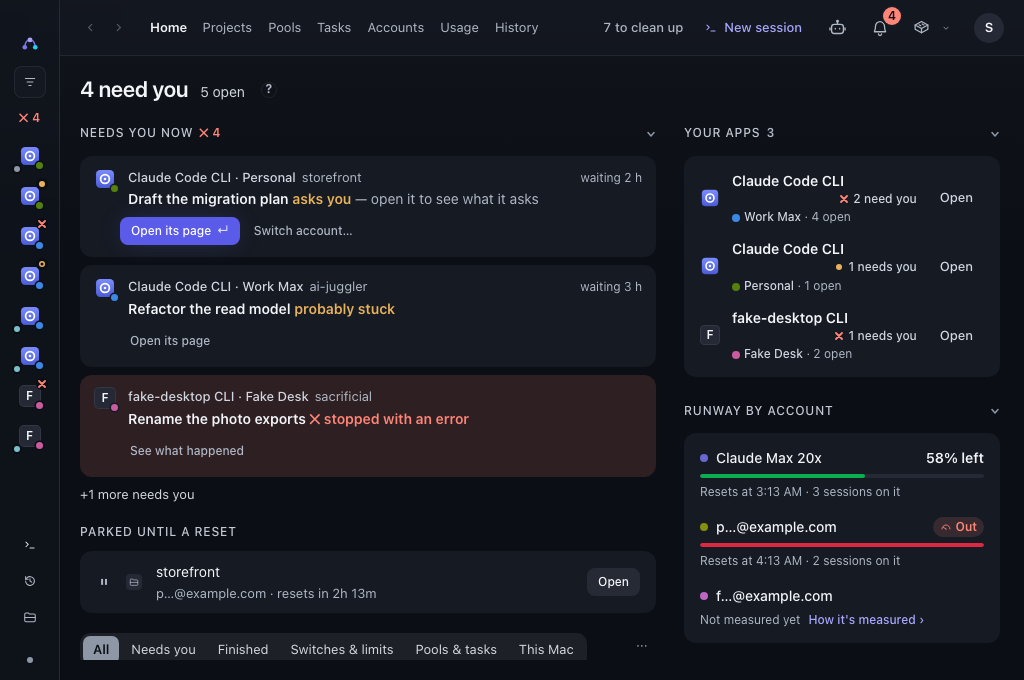 Home Projects Pools Tasks Accounts Usage History 7 to clean up New session 4 S
4
4 need you 5 open ?
NEEDS YOU NOW 4
Claude Code CLI · Personal storefront waiting 2 h
Draft the migration plan asks you — open it to see what it asks
Open its page ↵ Switch account...
Claude Code CLI · Work Max ai-juggler waiting 3 h
Refactor the read model probably stuck
Open its page
F fake-desktop CLI · Fake Desk sacrificial
Rename the photo exports stopped with an error
See what happened
+1 more needs you
PARKED UNTIL A RESET
storefront
p...@example.com · resets in 2h 13m
Open
All Needs you Finished Switches & limits Pools & tasks This Mac ...
YOUR APPS 3
Claude Code CLI
2 need you Open
Work Max · 4 open
Claude Code CLI
1 needs you Open
Personal · 1 open
fake-desktop CLI
F 1 needs you Open
Fake Desk · 2 open
RUNWAY BY ACCOUNT
Claude Max 20x 58% left
Resets at 3:13 AM · 3 sessions on it
p...@example.com Out
Resets at 4:13 AM · 2 sessions on it
f...@example.com
Not measured yet How it's measured ›
F
F